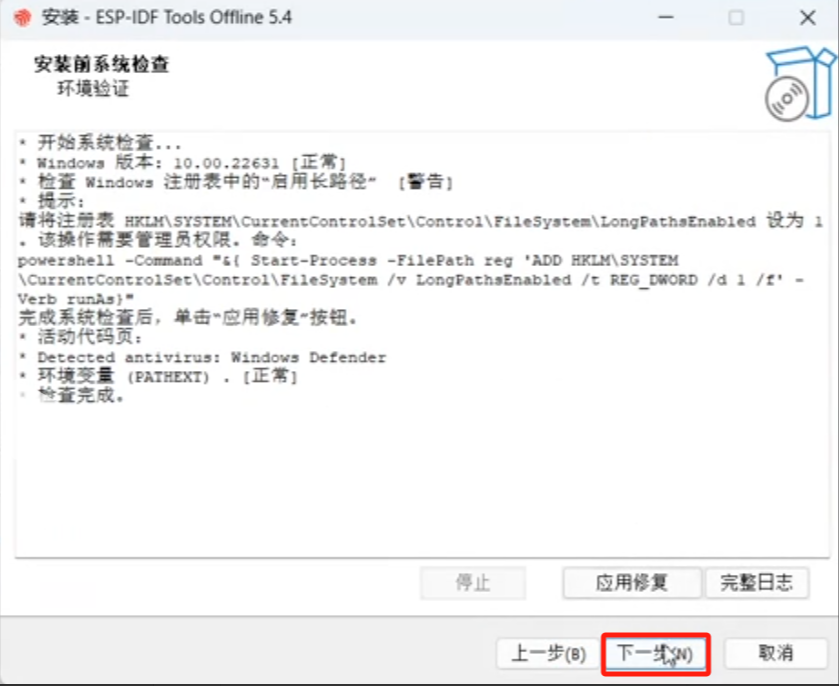 安装 - ESP-IDF Tools Offline 5.4
安装前系统检查
环境验证
* 开始系统检查...
* Windows 版本: 10.00.22631 [正常]
* 检查 Windows 注册表中的“启用长路径” [警告]
* 提示:
请将注册表 HKLM\SYSTEM\CurrentControlSet\Control\FileSystem\LongPathsEnabled 设为 1
。该操作需要管理员权限。命令:
powershell -Command "&{ Start-Process -FilePath reg 'ADD HKLM\SYSTEM
\CurrentControlSet\Control\FileSystem /v LongPathsEnabled /t REG_DWORD /d 1 /f' -
Verb runAs}"
完成系统检查后，单击“应用修复”按钮。
* 活动代码页:
* Detected antivirus: Windows Defender
* 环境变量 (PATHEXT) . [正常]
* 检查完成。
停止 应用修复 完整日志
上一步(B) 下一步(N) 取消